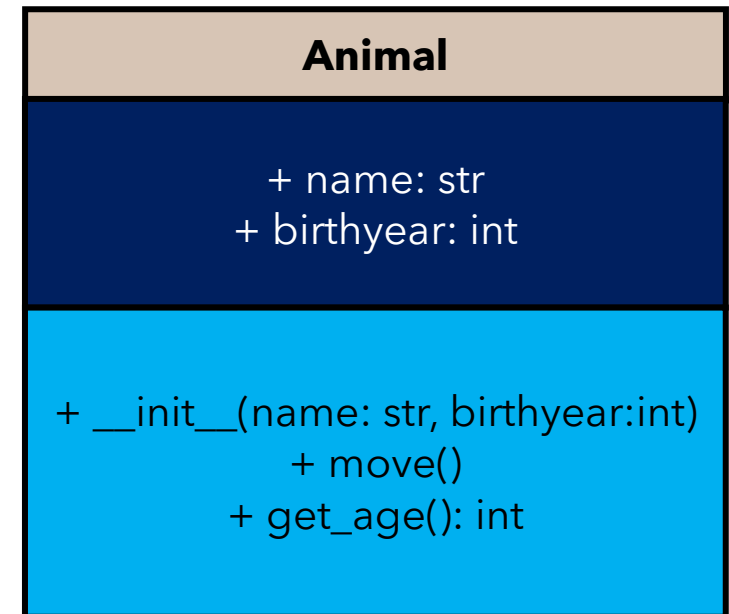 Animal
+ name: str
+ birthyear: int
+ __init__(name: str, birthyear:int)
+ move()
+ get_age(): int